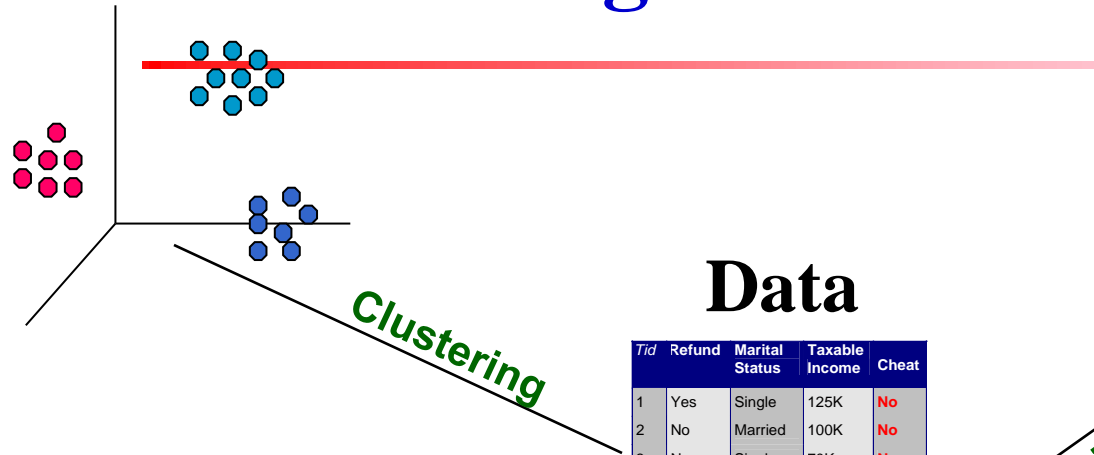 Data
Clustering
Tid Refund Marital Status Taxable Income Cheat
1 Yes Single 125K No
2 No Married 100K No